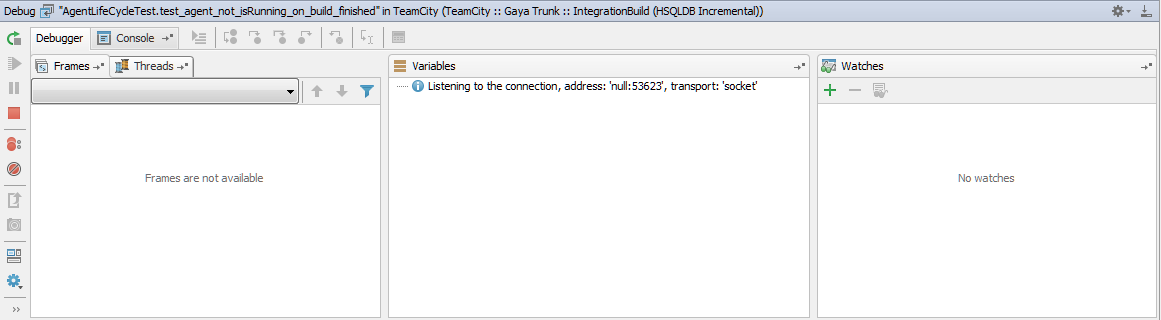 Debug "AgentLifeCycleTest.test_agent_not_isRunning_on_build_finished" in TeamCity (TeamCity :: Gaya Trunk :: IntegrationBuild (HSQLDB Incremental))
Debugger Console
Frames Threads
Variables
Watches
Listening to the connection, address: 'null:53623', transport: 'socket'
Frames are not available
No watches